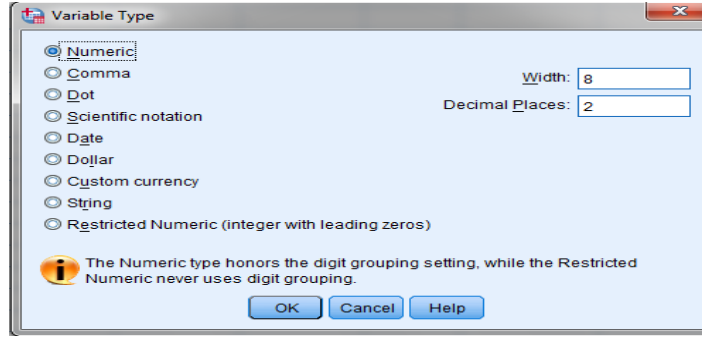 Variable Type
Numeric
Comma
Width: 8
Dot
Decimal Places: 2
Scientific notation
Date
Dollar
Custom currency
String
Restricted Numeric (integer with leading zeros)
The Numeric type honors the digit grouping setting, while the Restricted
Numeric never uses digit grouping.
OK Cancel Help